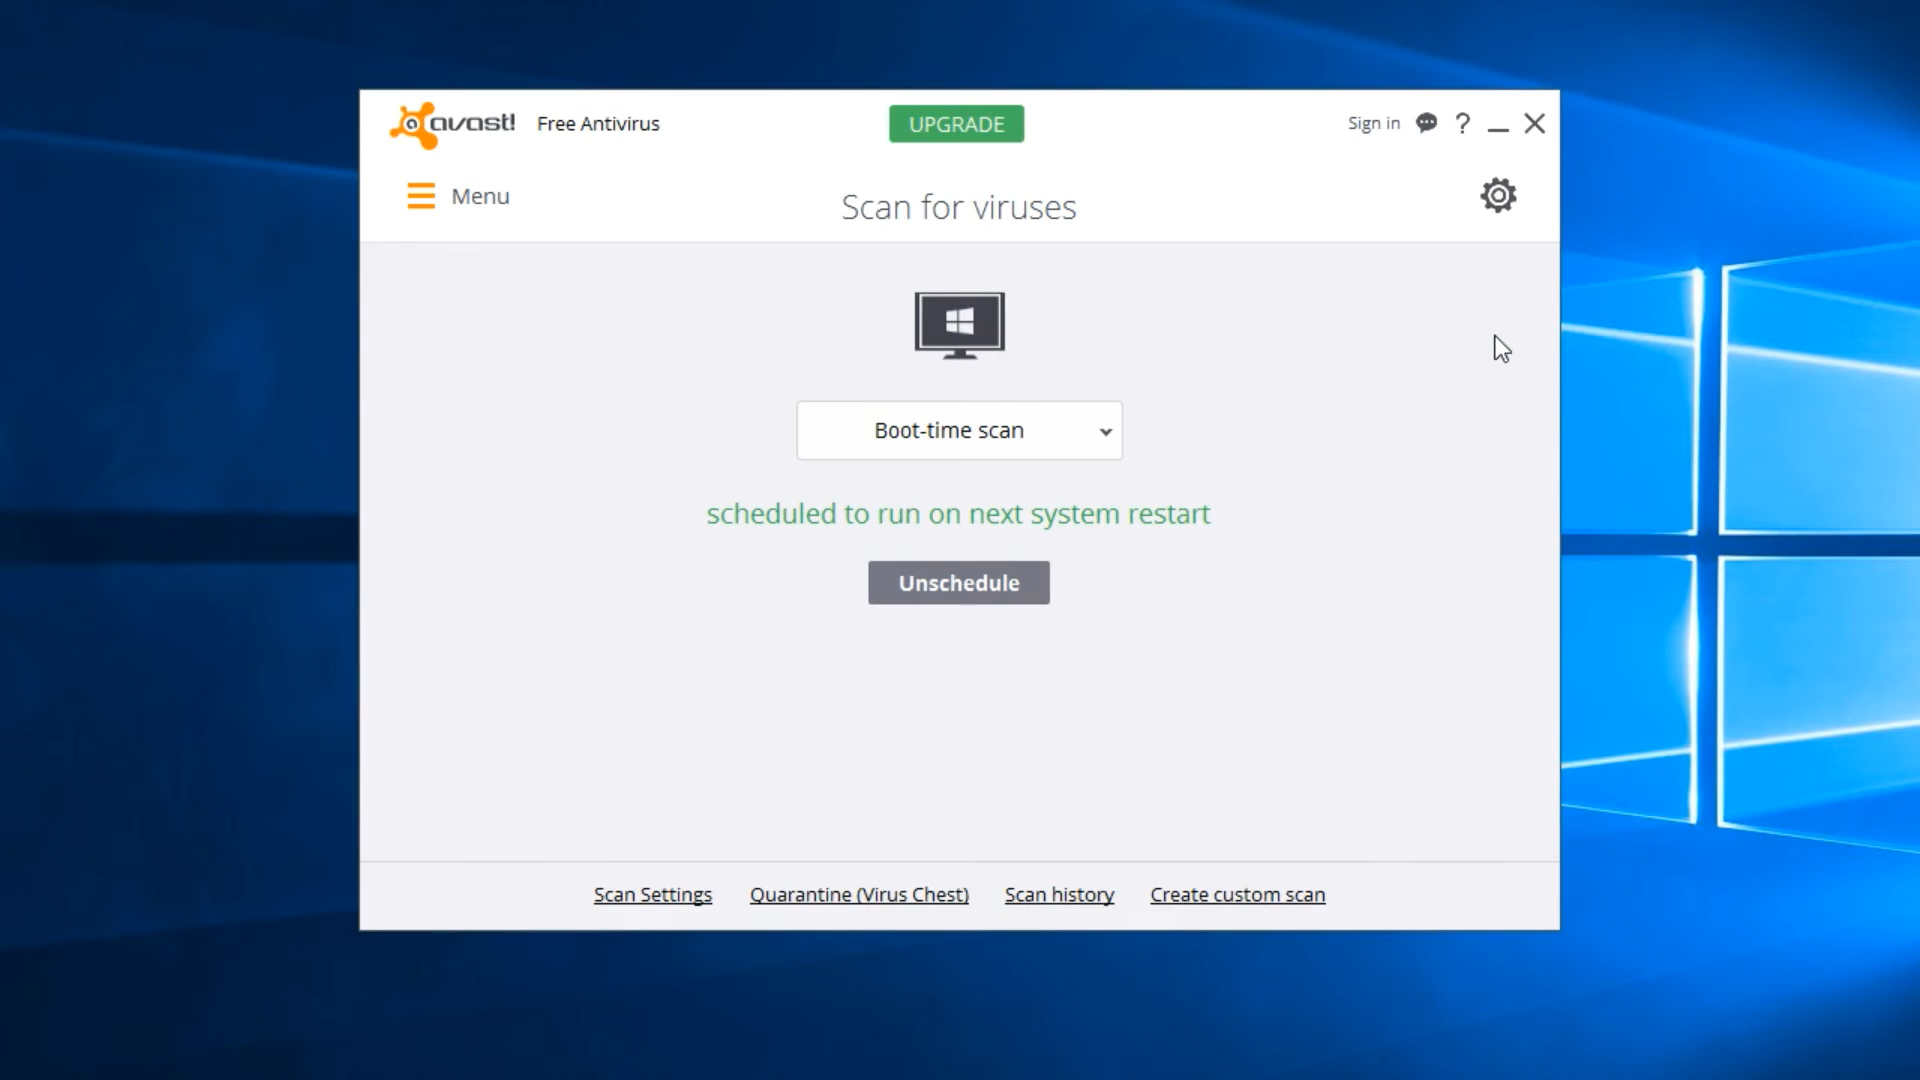 avast! Free Antivirus UPGRADE Sign in ?
Menu
Scan for viruses
Boot-time scan
scheduled to run on next system restart
Unschedule
Scan Settings Quarantine (Virus Chest) Scan history Create custom scan